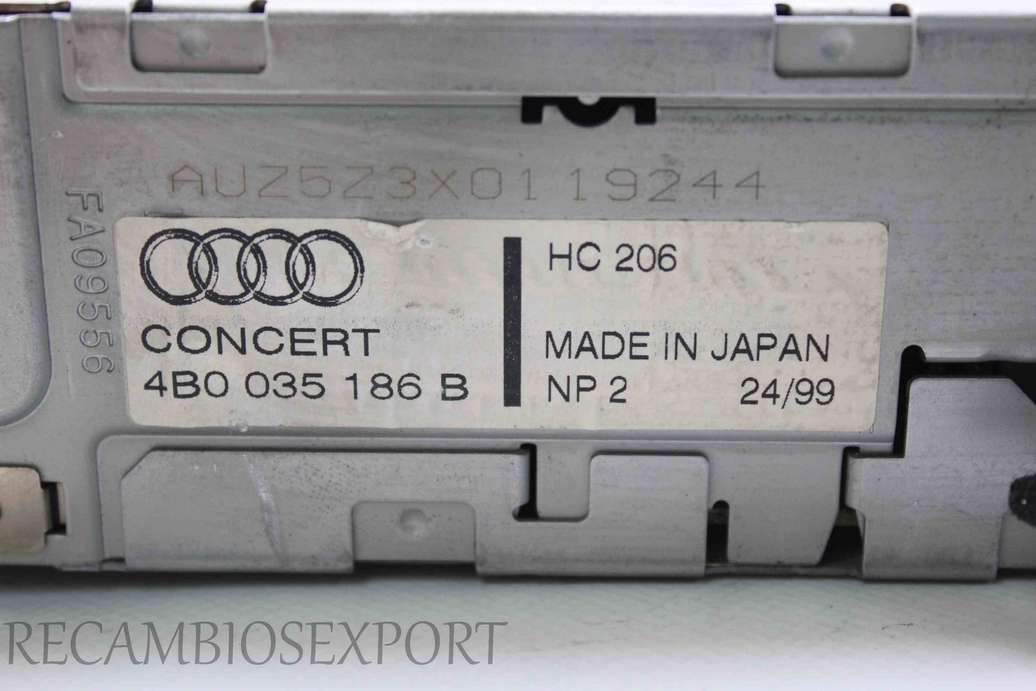 AUZ5Z3X0119244
FA09556
CONCERT
4B0 035 186 B
HC 206
MADE IN JAPAN
NP 2 24/99
RECAMBIOSEXPORT